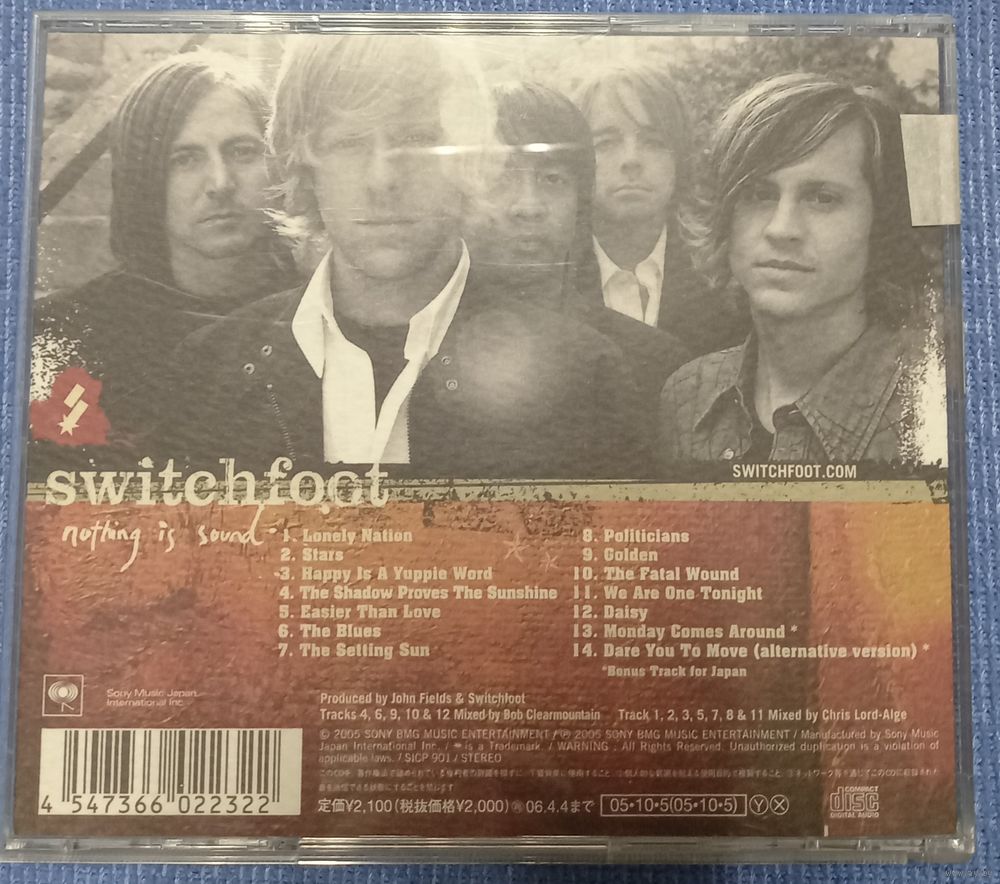 SWITCHFOOT.COM
switchfoot
nothing is sound
1. Lonely Nation
2. Stars
3. Happy Is A Yuppie Word
4. The Shadow Proves The Sunshine
5. Easier Than Love
6. The Blues
7. The Setting Sun
8. Politicians
9. Golden
10. The Fatal Wound
11. We Are One Tonight
12. Daisy
13. Monday Comes Around *
14. Dare You To Move (alternative version) *
*Bonus Track for Japan
Sony Music Japan
International Inc.
Produced by John Fields & Switchfoot
Tracks 4, 6, 9, 10 & 12 Mixed by Bob Clearmountain Track 1, 2, 3, 5, 7, 8 & 11 Mixed by Chris Lord-Alge
© 2005 SONY BMG MUSIC ENTERTAINMENT / ℗ 2005 SONY BMG MUSIC ENTERTAINMENT / Manufactured by Sony Music
Japan International Inc. / is a Trademark. / WARNING : All Rights Reserved. Unauthorized duplication is a violation of
applicable laws. / SICP 901 / STEREO
4 547366 022322
定価¥2,100(税抜価格¥2,000) 06.4.4まで 05・10・5(05・10・5) Ⓨ Ⓧ
COMPACT
disc
DIGITAL AUDIO